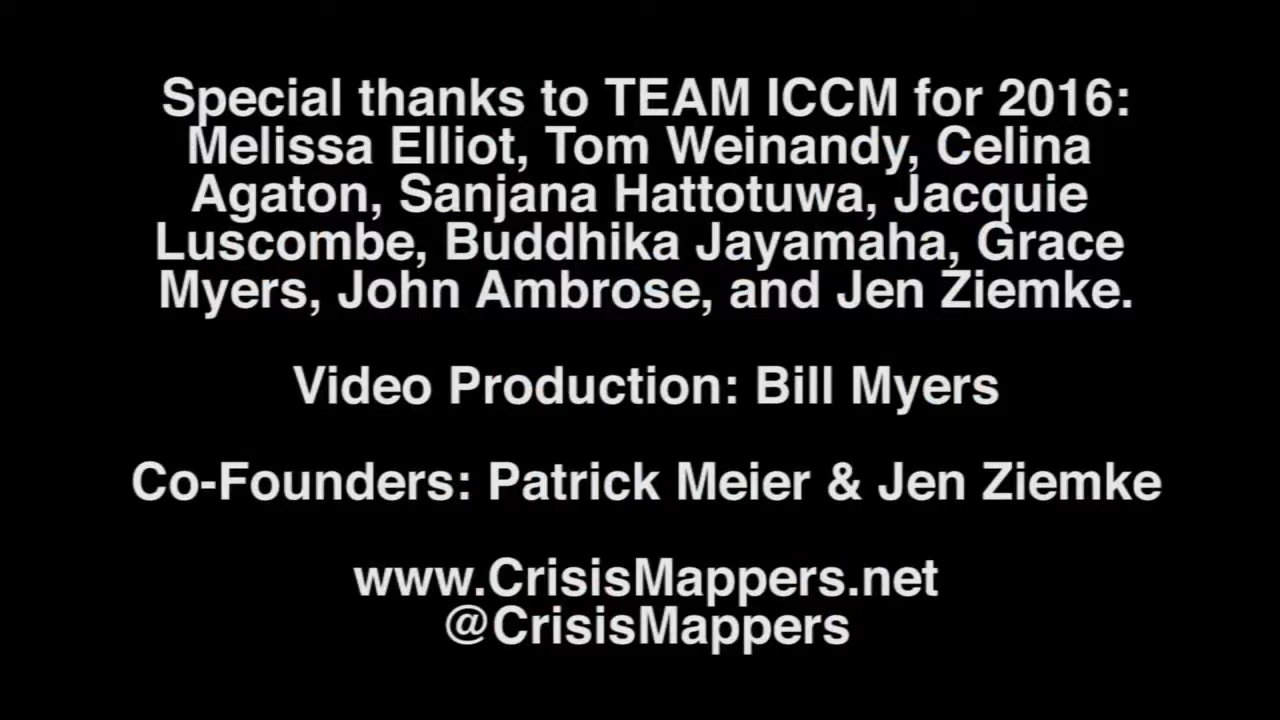 Special thanks to TEAM ICCM for 2016:
Melissa Elliot, Tom Weinandy, Celina
Agaton, Sanjana Hattotuwa, Jacquie
Luscombe, Buddhika Jayamaha, Grace
Myers, John Ambrose, and Jen Ziemke.
Video Production: Bill Myers
Co-Founders: Patrick Meier & Jen Ziemke
www.CrisisMappers.net
@CrisisMappers